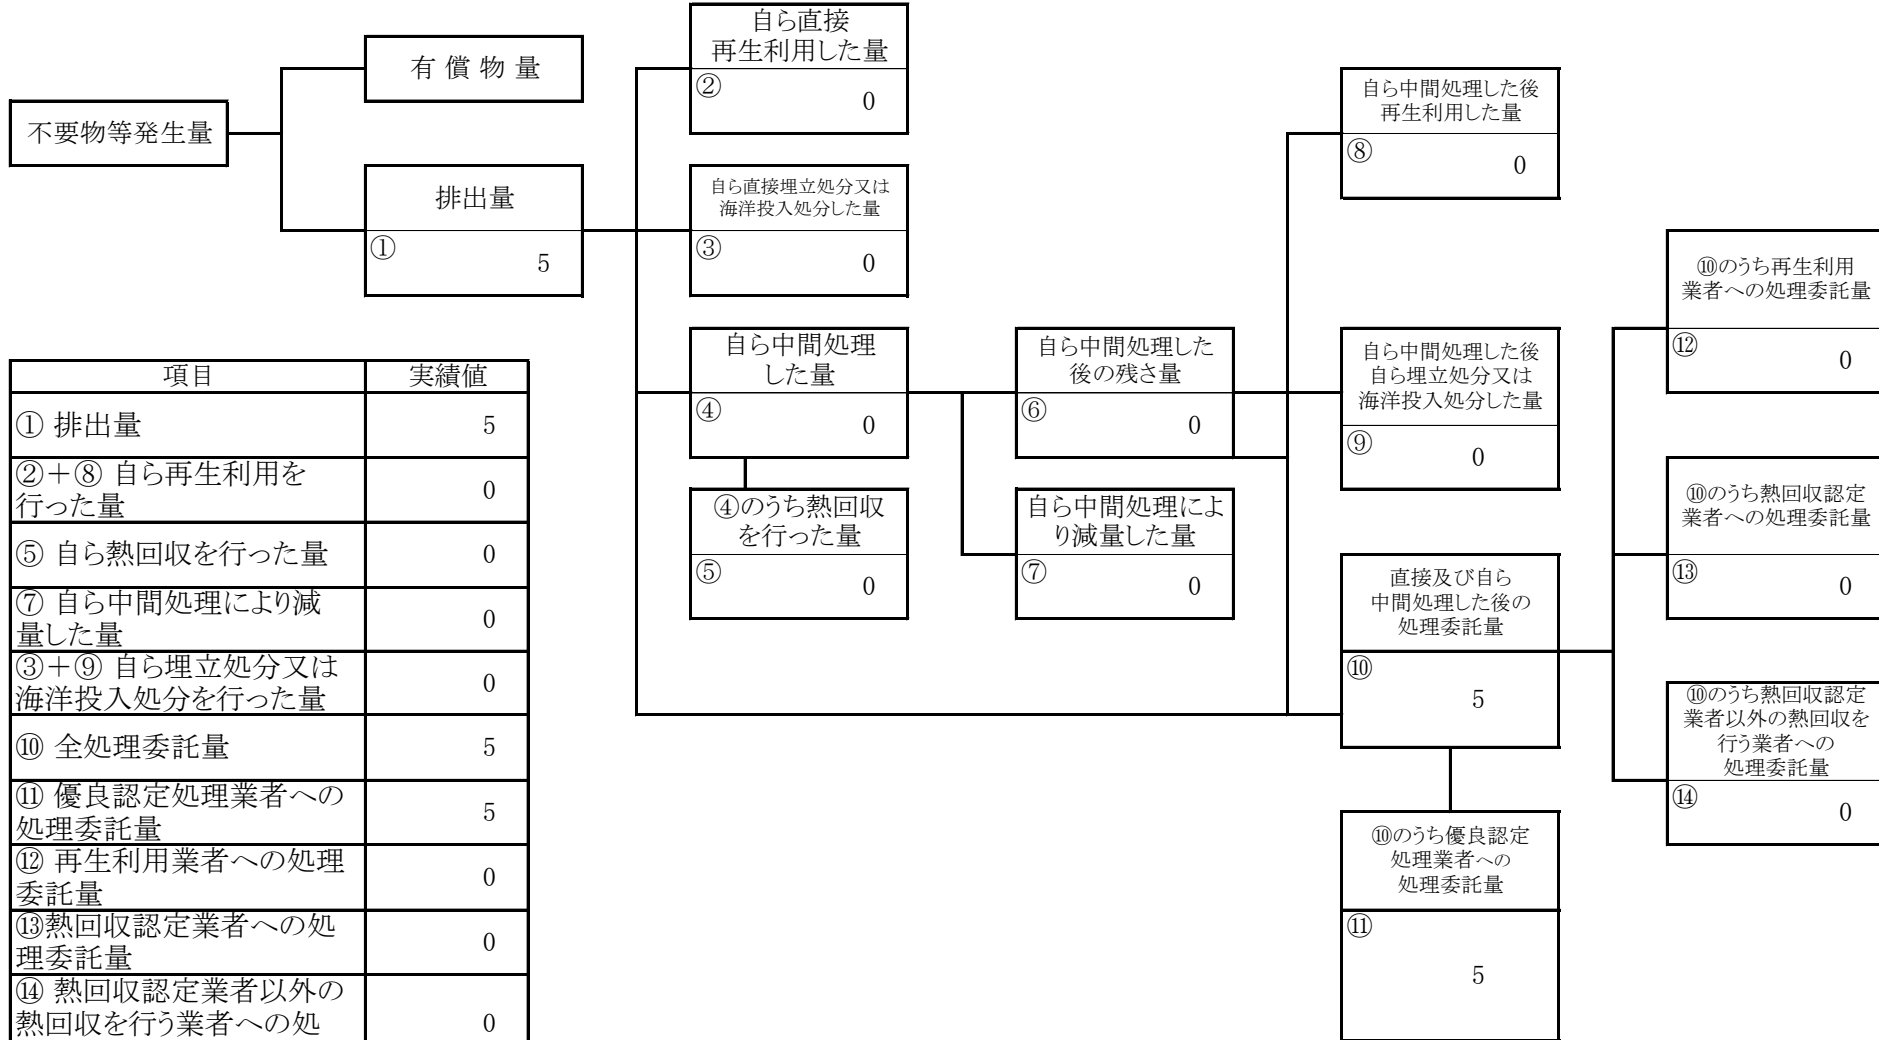 不要物等発生量
有 償 物 量
排出量
①
5
自ら直接
再生利用した量
②
0
自ら直接埋立処分又は
海洋投入処分した量
③
0
自ら中間処理
した量
④
0
④のうち熱回収
を行った量
⑤
0
自ら中間処理した
後の残さ量
⑥
0
自ら中間処理によ
り減量した量
⑦
0
自ら中間処理した後
再生利用した量
⑧
0
自ら中間処理した後
自ら埋立処分又は
海洋投入処分した量
⑨
0
直接及び自ら
中間処理した後の
処理委託量
⑩
5
⑩のうち優良認定
処理業者への
処理委託量
⑪
5
⑩のうち再生利用
業者への処理委託量
⑫
0
⑩のうち熱回収認定
業者への処理委託量
⑬
0
⑩のうち熱回収認定
業者以外の熱回収を
行う業者への
処理委託量
⑭
0
項目 実績値
① 排出量 5
②＋⑧ 自ら再生利用を
行った量 0
⑤ 自ら熱回収を行った量 0
⑦ 自ら中間処理により減
量した量 0
③＋⑨ 自ら埋立処分又は
海洋投入処分を行った量 0
⑩ 全処理委託量 5
⑪ 優良認定処理業者への
処理委託量 5
⑫ 再生利用業者への処理
委託量 0
⑬熱回収認定業者への処
理委託量 0
⑭ 熱回収認定業者以外の
熱回収を行う業者への処 0